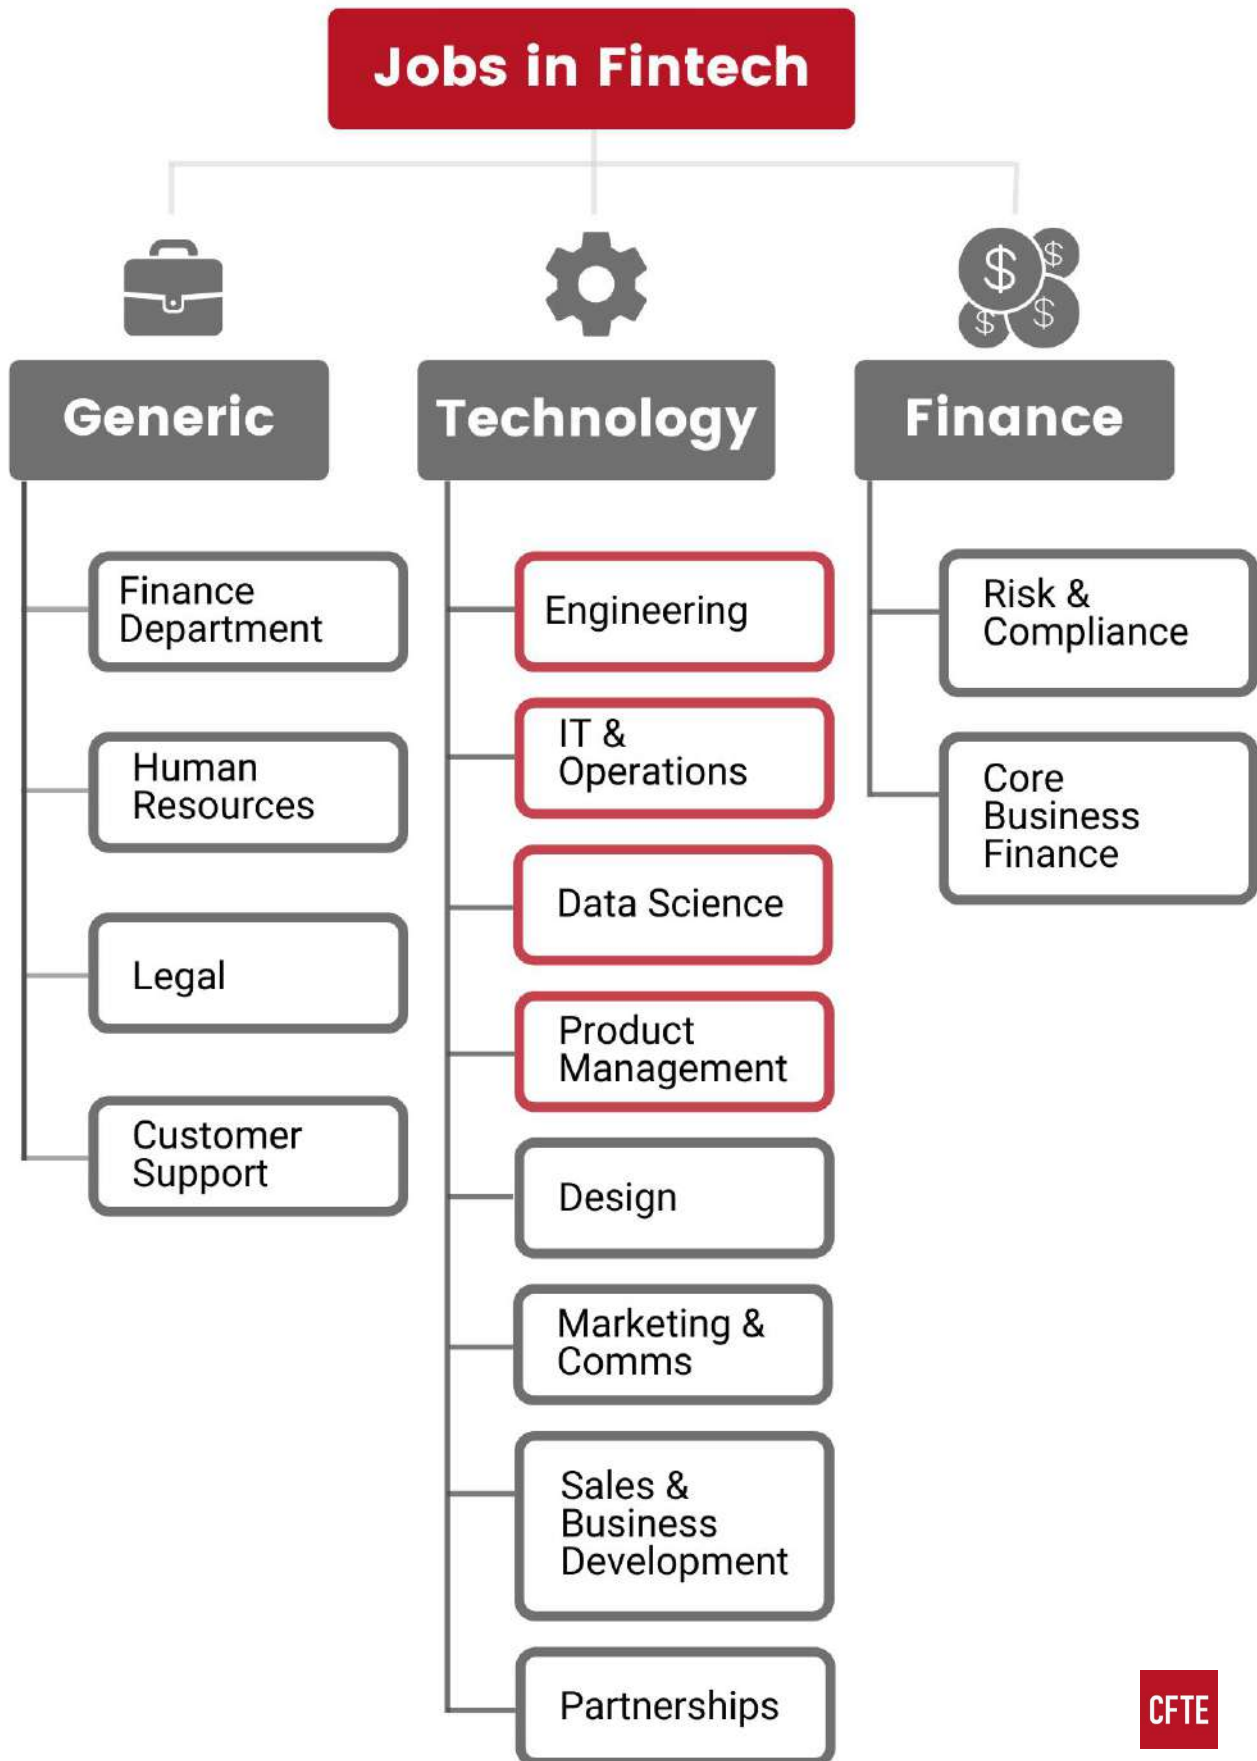 Jobs in Fintech
Generic
Technology
Finance
Finance
Department
Human
Resources
Legal
Customer
Support
Engineering
IT &
Operations
Data Science
Product
Management
Design
Marketing &
Comms
Sales &
Business
Development
Partnerships
Risk &
Compliance
Core
Business
Finance
$
$
$
$
CFTE